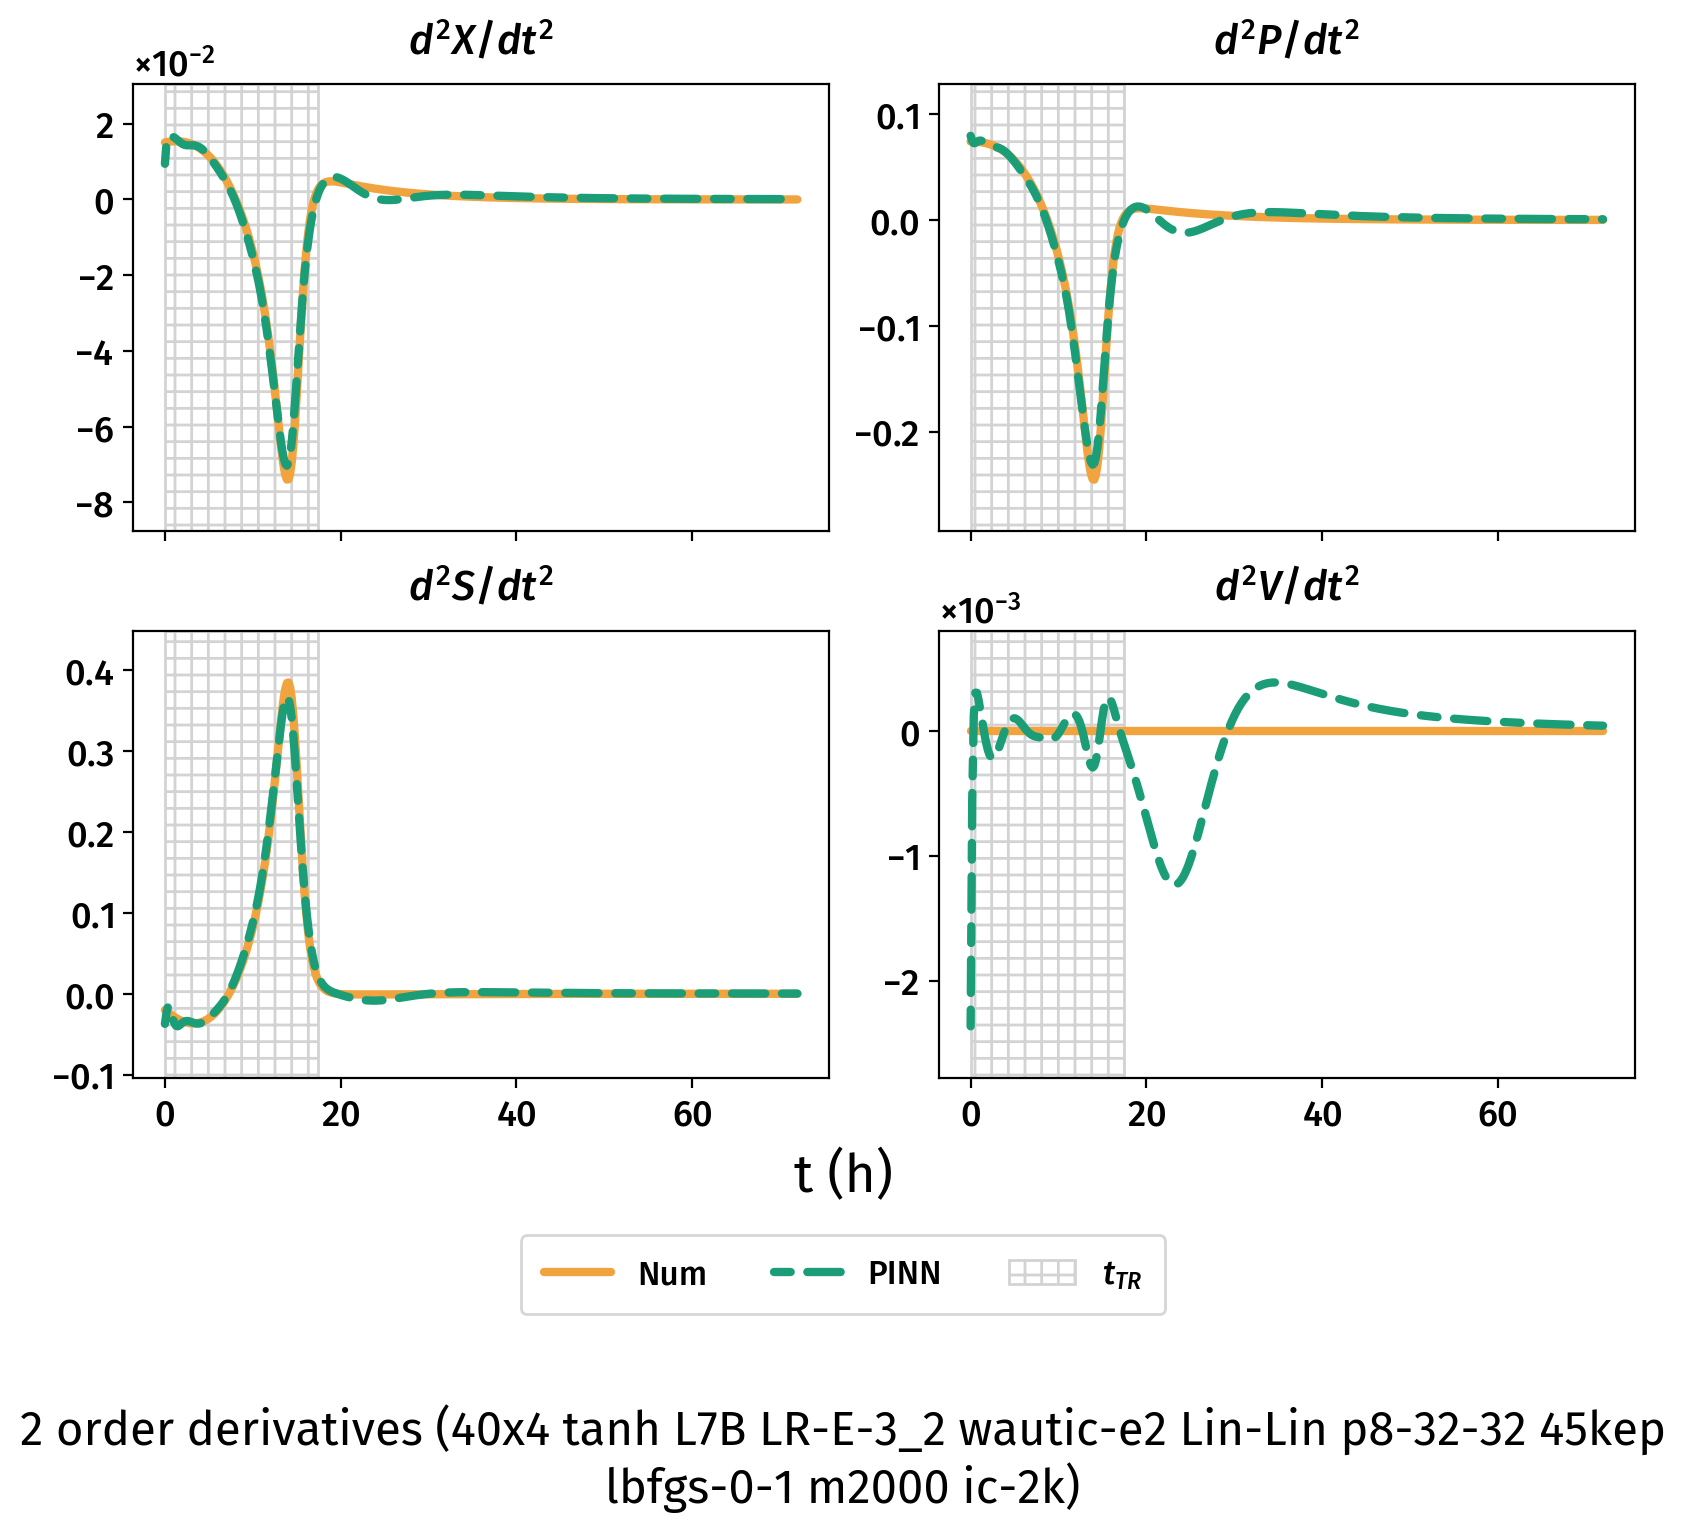 d²X/dt²
×10⁻²
2
0
−2
−4
−6
−8
d²P/dt²
0.1
0.0
−0.1
−0.2
d²S/dt²
0.4
0.3
0.2
0.1
0.0
−0.1
0 20 40 60
d²V/dt²
×10⁻³
0
−1
−2
0 20 40 60
t (h)
Num PINN t_TR
2 order derivatives (40x4 tanh L7B LR-E-3_2 wautic-e2 Lin-Lin p8-32-32 45kep
lbfgs-0-1 m2000 ic-2k)